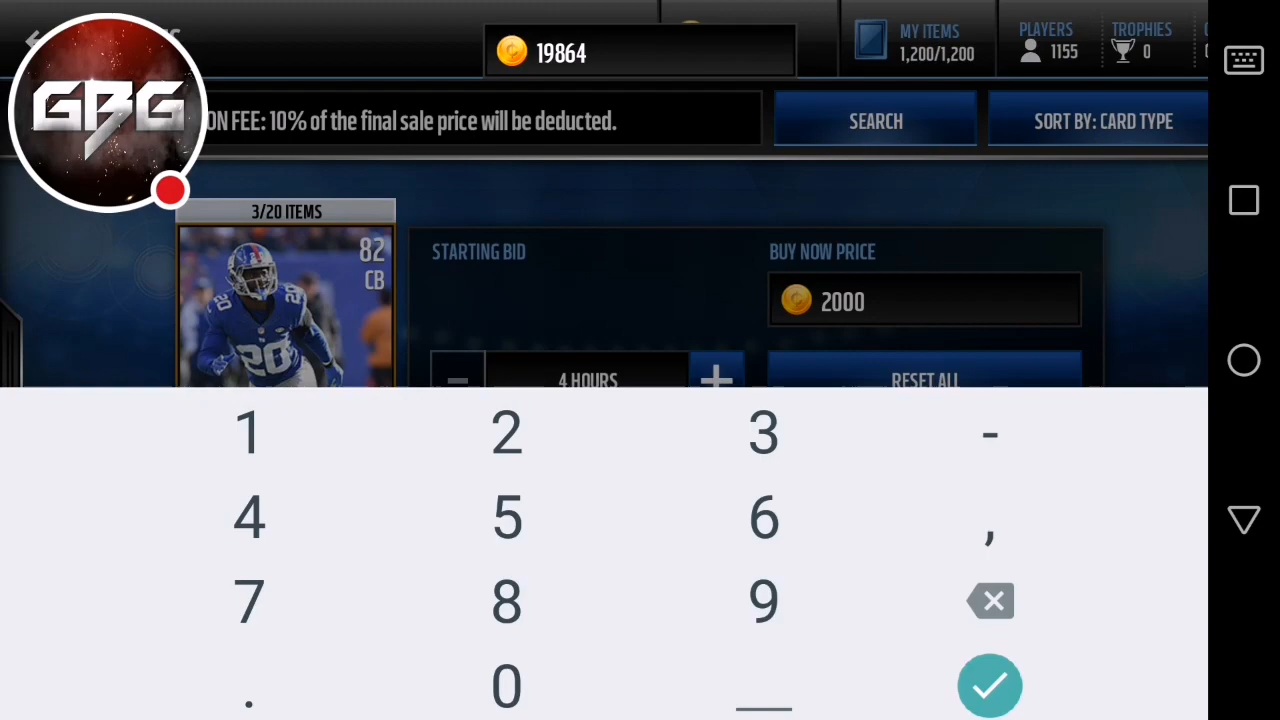 19864
MY ITEMS
1,200/1,200
PLAYERS
1155
TROPHIES
0
GBG
ON FEE: 10% of the final sale price will be deducted.
SEARCH
SORT BY: CARD TYPE
3/20 ITEMS
82
CB
20
20
STARTING BID
BUY NOW PRICE
2000
4 HOURS
RESET ALL
1 2 3 -
4 5 6 ,
7 8 9
. 0 _